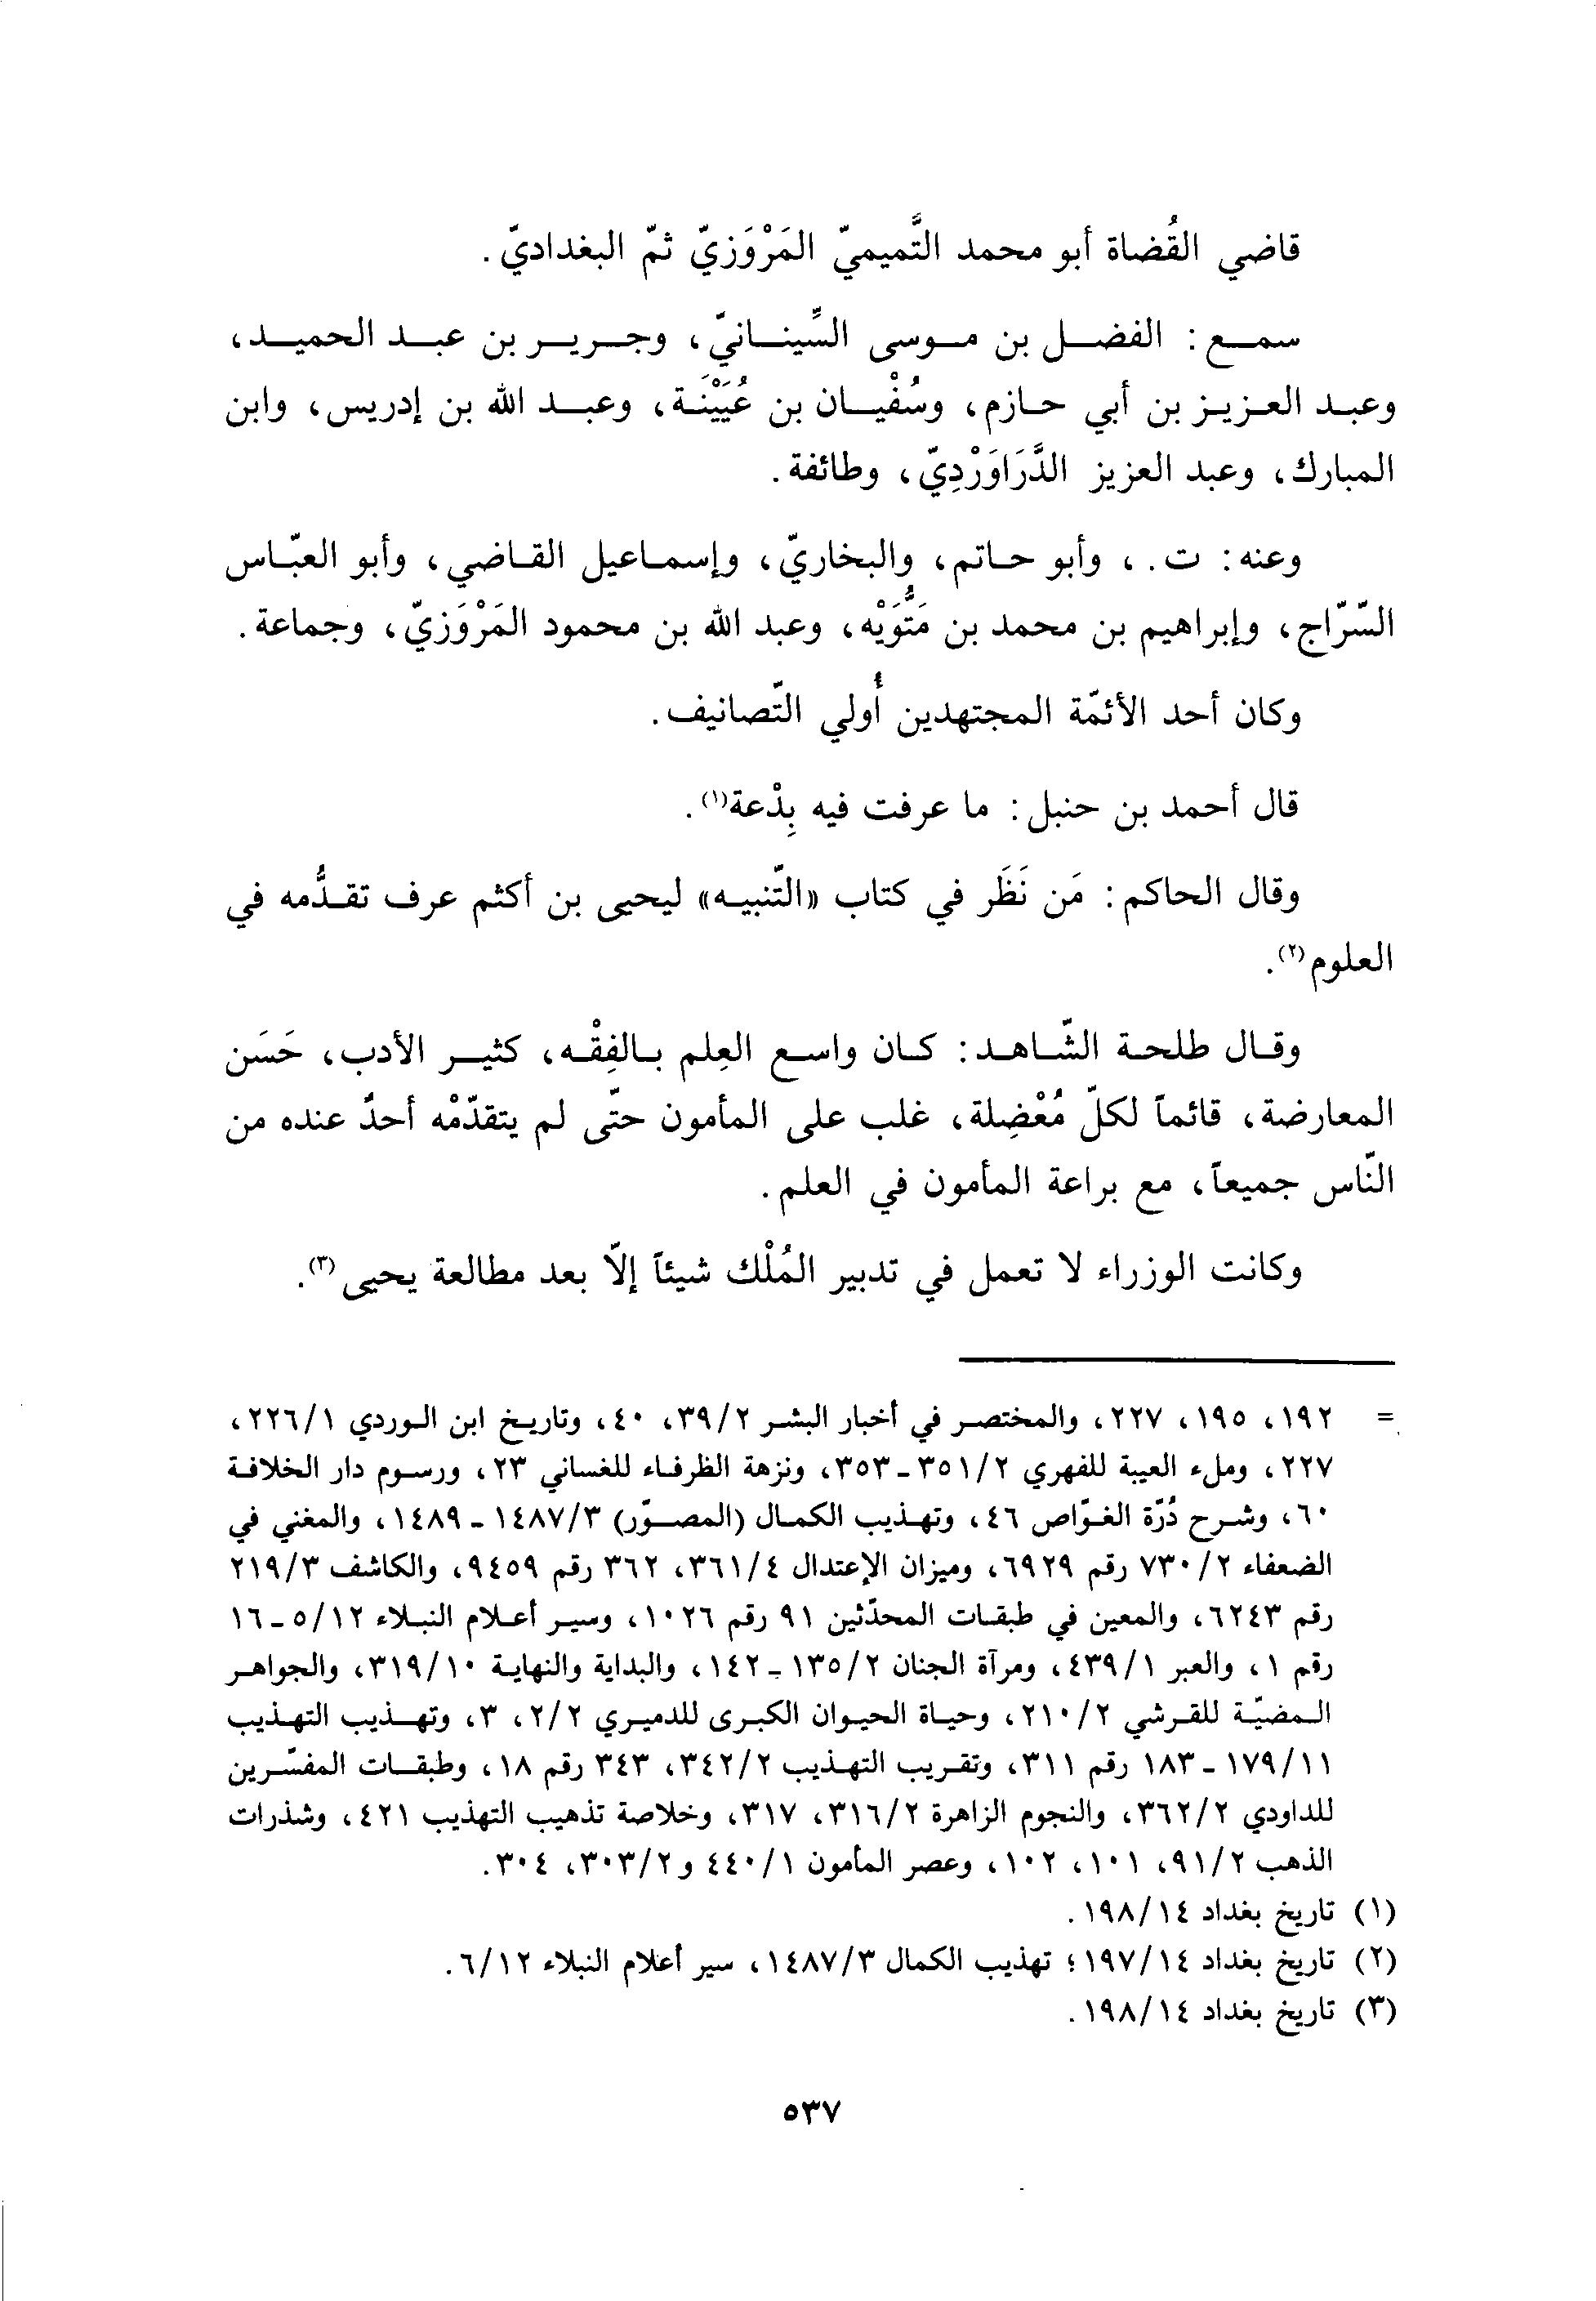 قاضي القُضاة أبو محمد التَّميميّ المَرْوَزيّ ثمّ البغداديّ.
سمع: الفضل بن موسى السِّينانيّ، وجرير بن عبد الحميد،
وعبد العزيز بن أبي حازم، وسُفْيان بن عُيَيْنَة، وعبد الله بن إدريس، وابن
المبارك، وعبد العزيز الدَّرَاوَرْدِيّ، وطائفة.
وعنه: ت.، وأبو حاتم، والبخاريّ، وإسماعيل القاضي، وأبو العبّاس
السّرّاج، وإبراهيم بن محمد بن مَتُّوَيْه، وعبد الله بن محمود المَرْوَزيّ، وجماعة.
وكان أحد الأئمّة المجتهدين أُولي التّصانيف.
قال أحمد بن حنبل: ما عرفت فيه بِدْعة(١).
وقال الحاكم: مَن نَظَر في كتاب «التّنبيه» ليحيى بن أكثم عرف تقدُّمه في
العلوم(٢).
وقال طلحة الشّاهد: كان واسع العِلم بالفِقْه، كثير الأدب، حَسَن
المعارضة، قائماً لكلّ مُعْضِلة، غلب على المأمون حتّى لم يتقدّمْه أحدٌ عنده من
النّاس جميعاً، مع براعة المأمون في العلم.
وكانت الوزراء لا تعمل في تدبير المُلْك شيئاً إلّا بعد مطالعة يحيى(٣).
= ١٩٢، ١٩٥، ٢٢٧، والمختصر في أخبار البشر ٣٩/٢، ٤٠، وتاريخ ابن الوردي ٢٢٦/١،
٢٢٧، وملء العيبة للفهري ٣٥١/٢ـ٣٥٣، ونزهة الظرفاء للغساني ٢٣، ورسوم دار الخلافة
٦٠، وشرح دُرّة الغوّاص ٤٦، وتهذيب الكمال (المصوّر) ١٤٨٧/٣ ـ ١٤٨٩، والمغني في
الضعفاء ٧٣٠/٢ رقم ٦٩٢٩، وميزان الإعتدال ٣٦١/٤، ٣٦٢ رقم ٩٤٥٩، والكاشف ٢١٩/٣
رقم ٦٢٤٣، والمعين في طبقات المحدّثين ٩١ رقم ١٠٢٦، وسير أعلام النبلاء ٥/١٢ـ١٦
رقم ١، والعبر ٤٣٩/١، ومرآة الجنان ١٣٥/٢ ـ ١٤٢، والبداية والنهاية ٣١٩/١٠، والجواهر
المضيّة للقرشي ٢١٠/٢، وحياة الحيوان الكبرى للدميري ٢/٢، ٣، وتهذيب التهذيب
١٧٩/١١ ـ ١٨٣ رقم ٣١١، وتقريب التهذيب ٣٤٢/٢، ٣٤٣ رقم ١٨، وطبقات المفسّرين
للداودي ٣٦٢/٢، والنجوم الزاهرة ٣١٦/٢، ٣١٧، وخلاصة تذهيب التهذيب ٤٢١، وشذرات
الذهب ٩١/٢، ١٠١، ١٠٢، وعصر المأمون ٤٤٠/١ و٣٠٣/٢، ٣٠٤.
(١) تاريخ بغداد ١٩٨/١٤.
(٢) تاريخ بغداد ١٩٧/١٤؛ تهذيب الكمال ١٤٨٧/٣، سير أعلام النبلاء ٦/١٢.
(٣) تاريخ بغداد ١٩٨/١٤.
٥٣٧